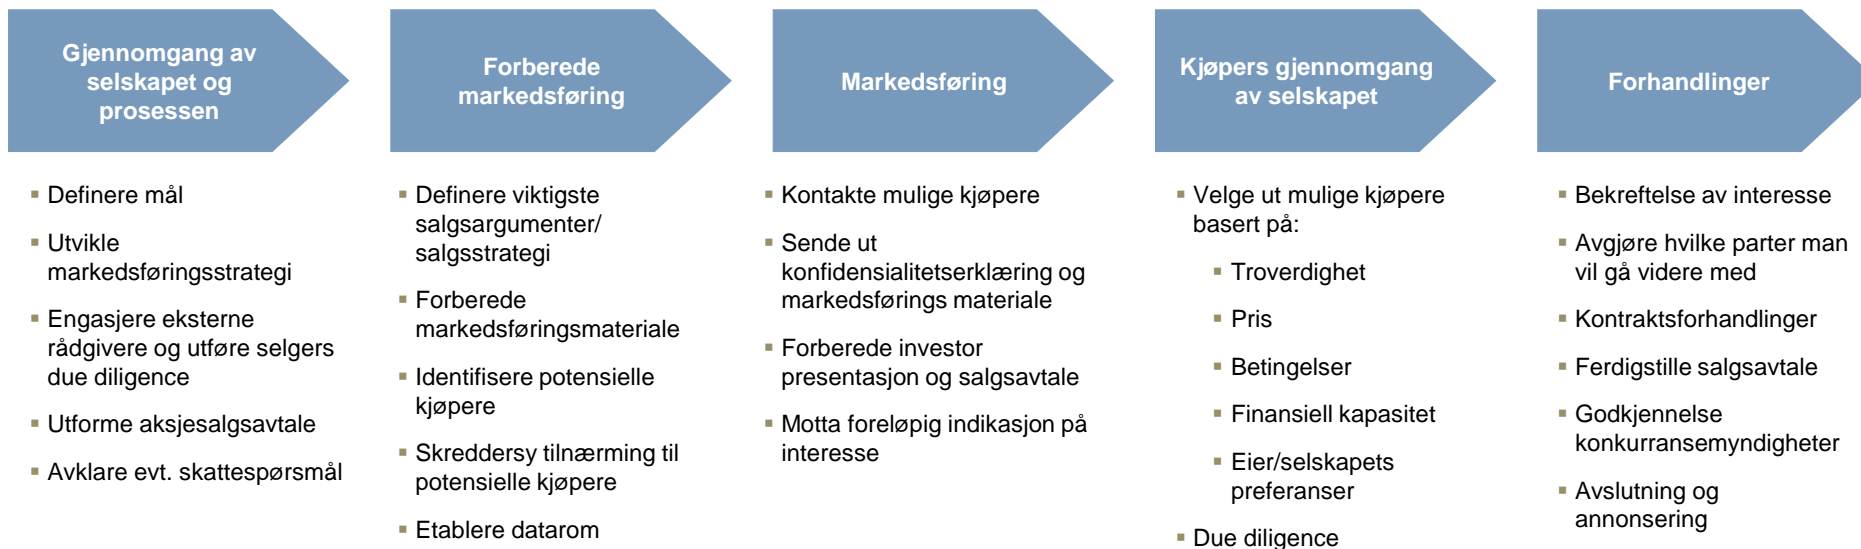 Gjennomgang av
selskapet og
prosessen
Definere mål
Utvikle
markedsføringsstrategi
Engasjere eksterne
rådgivere og utføre selgers
due diligence
Utforme aksjesalgsavtale
Avklare evt. skattespørsmål
Forberede
markedsføring
Definere viktigste
salgsargumenter/
salgsstrategi
Forberede
markedsføringsmateriale
Identifisere potensielle
kjøpere
Skreddersy tilnærming til
potensielle kjøpere
Etablere datarom
Markedsføring
Kontakte mulige kjøpere
Sende ut
konfidensialitetserklæring og
markedsførings materiale
Forberede investor
presentasjon og salgsavtale
Motta foreløpig indikasjon på
interesse
Kjøpers gjennomgang
av selskapet
Velge ut mulige kjøpere
basert på:
Troverdighet
Pris
Betingelser
Finansiell kapasitet
Eier/selskapets
preferanser
Due diligence
Forhandlinger
Bekreftelse av interesse
Avgjøre hvilke parter man
vil gå videre med
Kontraktsforhandlinger
Ferdigstille salgsavtale
Godkjennelse
konkurransemyndigheter
Avslutning og
annonsering